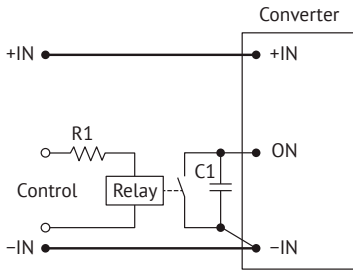 Converter
+IN
+IN
R1
ON
C1
Control
Relay
−IN
−IN